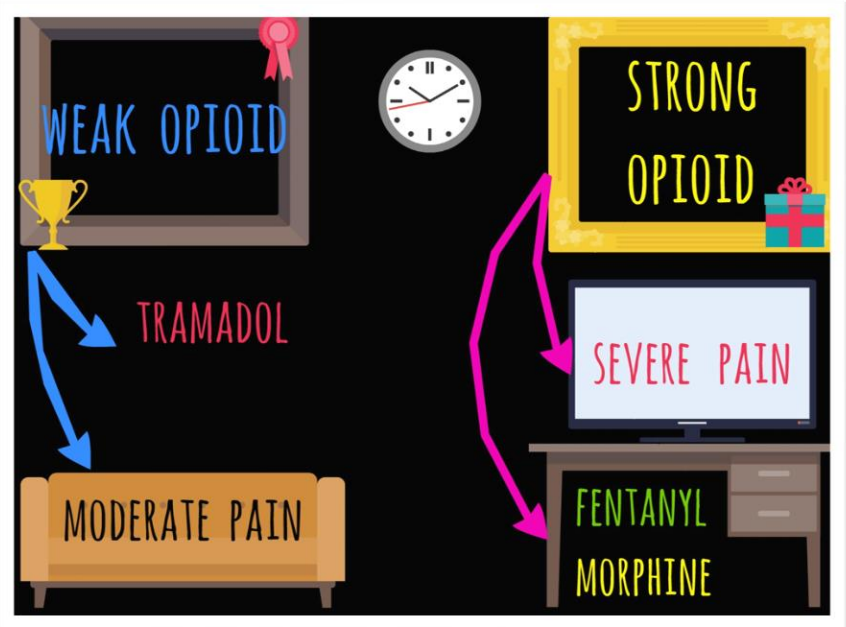 WEAK OPIOID
TRAMADOL
MODERATE PAIN
STRONG
OPIOID
SEVERE PAIN
FENTANYL
MORPHINE